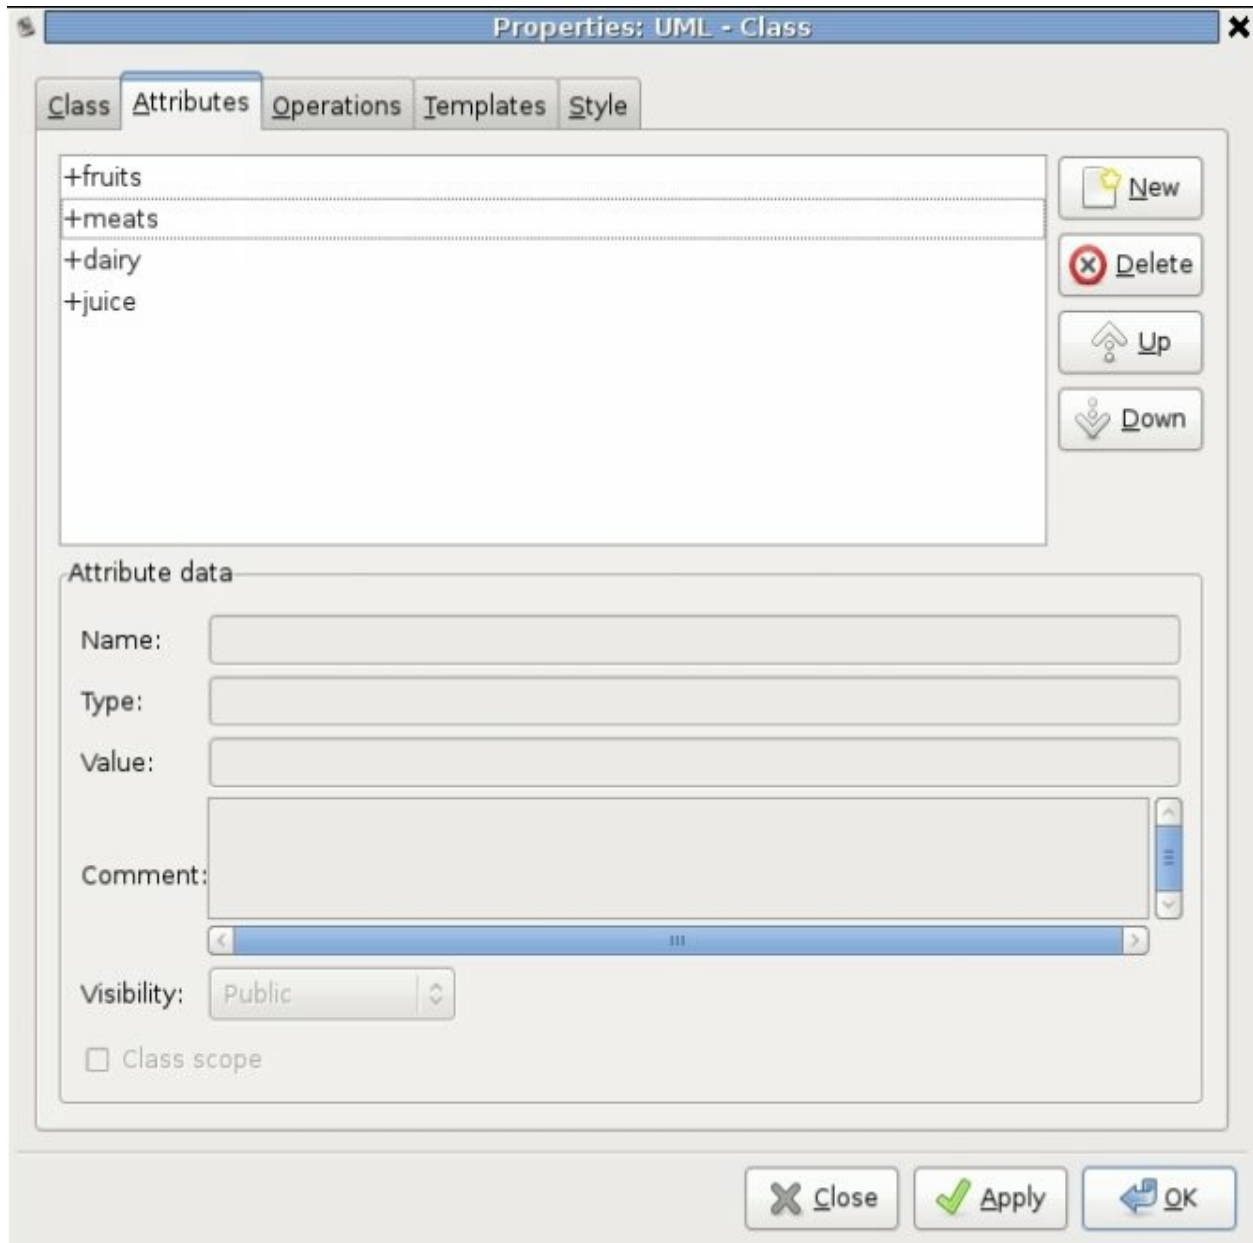 Properties: UML - Class
Class Attributes Operations Templates Style
+fruits
+meats
+dairy
+juice
New
Delete
Up
Down
Attribute data
Name:
Type:
Value:
Comment:
Visibility: Public
Class scope
Close Apply OK